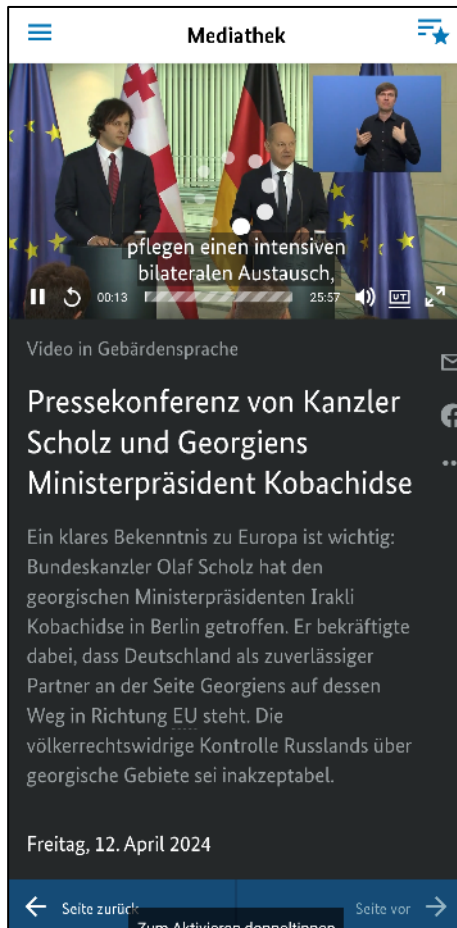 Mediathek
pflegen einen intensiven
bilateralen Austausch,
00:13
25:57
UT
Video in Gebärdensprache
Pressekonferenz von Kanzler
Scholz und Georgiens
Ministerpräsident Kobachidse
Ein klares Bekenntnis zu Europa ist wichtig:
Bundeskanzler Olaf Scholz hat den
georgischen Ministerpräsidenten Irakli
Kobachidse in Berlin getroffen. Er bekräftigte
dabei, dass Deutschland als zuverlässiger
Partner an der Seite Georgiens auf dessen
Weg in Richtung EU steht. Die
völkerrechtswidrige Kontrolle Russlands über
georgische Gebiete sei inakzeptabel.
Freitag, 12. April 2024
Seite zurück
Seite vor
Zum Aktivieren doppeltippen